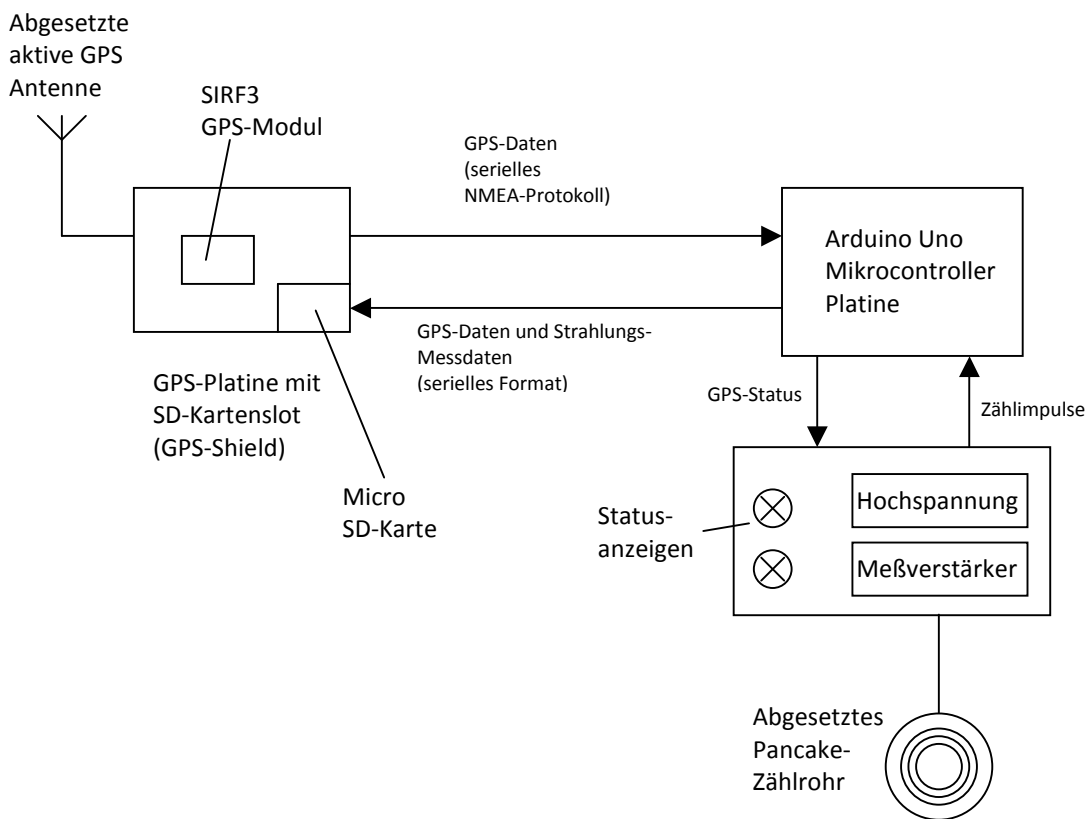 Abgesetzte
aktive GPS
Antenne
SIRF3
GPS-Modul
GPS-Daten
(serielles
NMEA-Protokoll)
Arduino Uno
Mikrocontroller
Platine
GPS-Daten und Strahlungs-
Messdaten
(serielles Format)
GPS-Platine mit
SD-Kartenslot
(GPS-Shield)
GPS-Status
Zählimpulse
Micro
SD-Karte
Status-
anzeigen
Hochspannung
Meßverstärker
Abgesetztes
Pancake-
Zählrohr